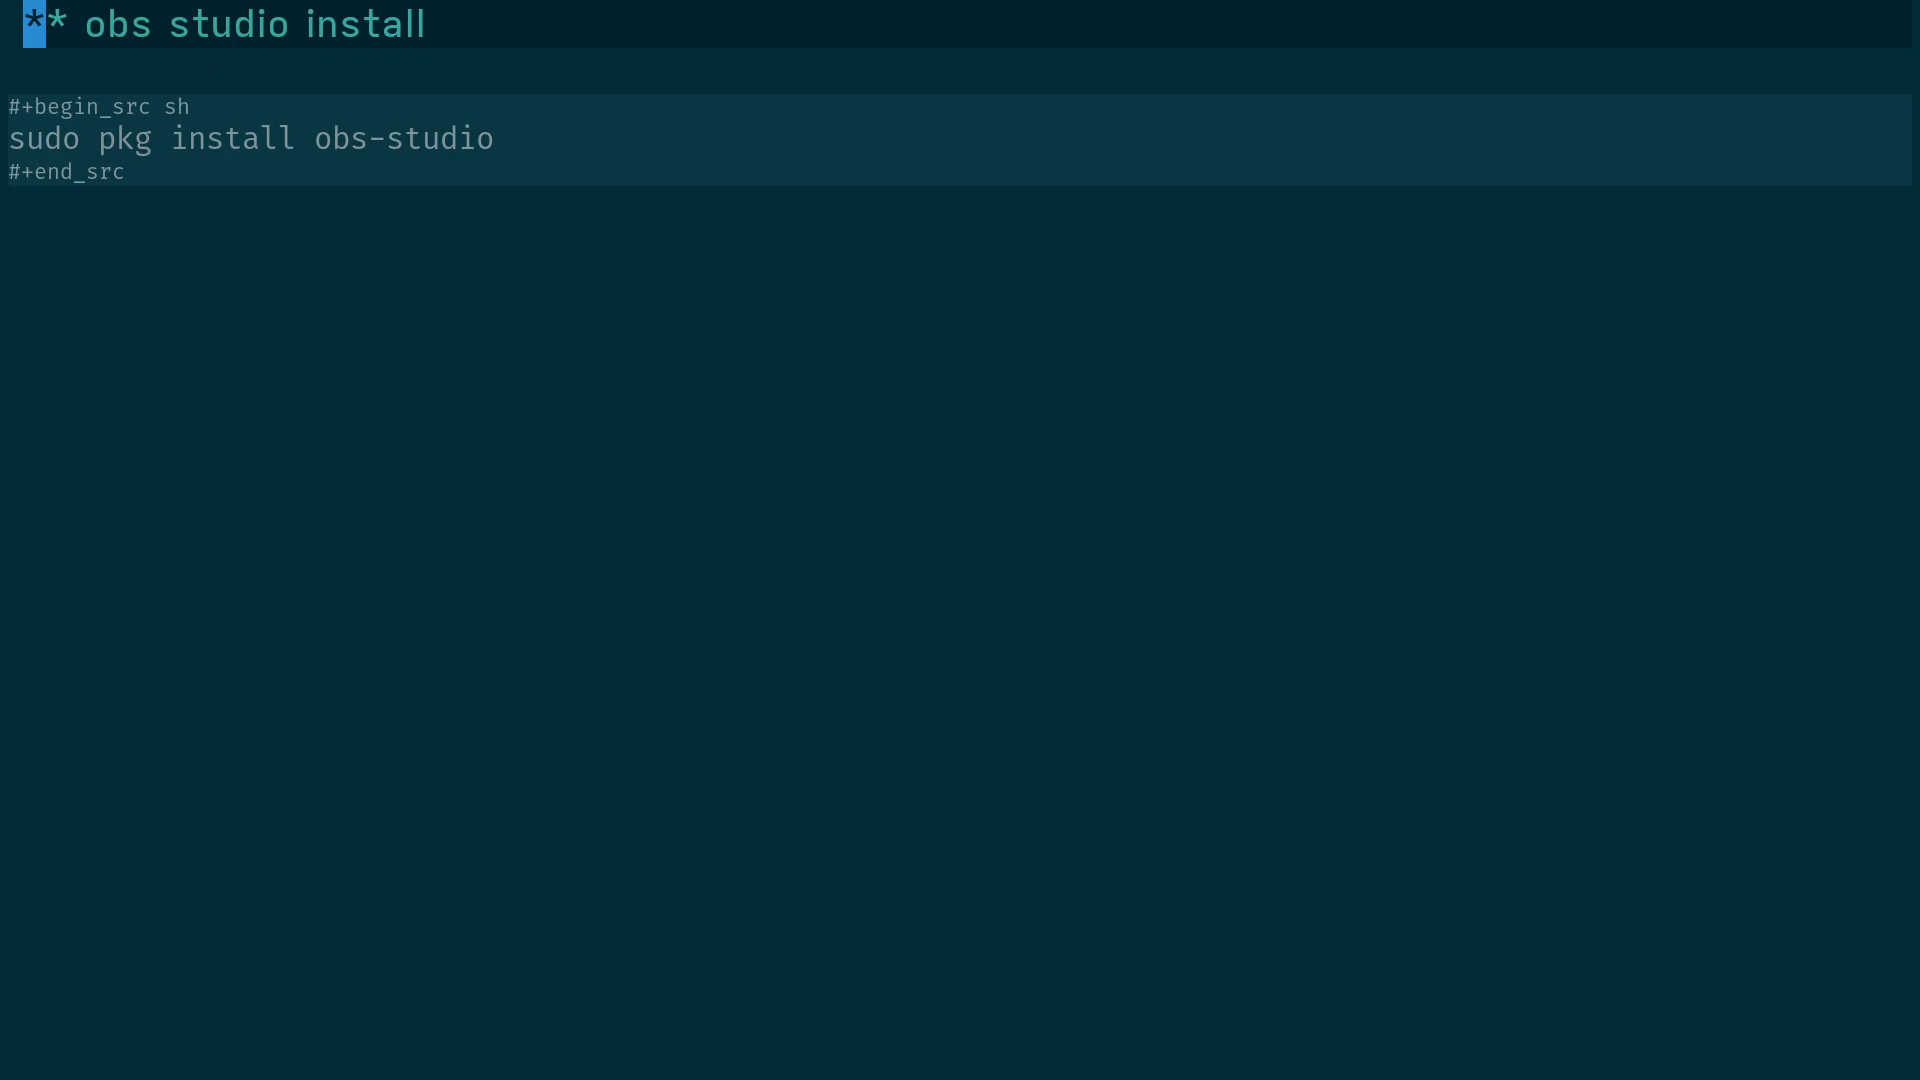 ** obs studio install
#+begin_src sh
sudo pkg install obs-studio
#+end_src